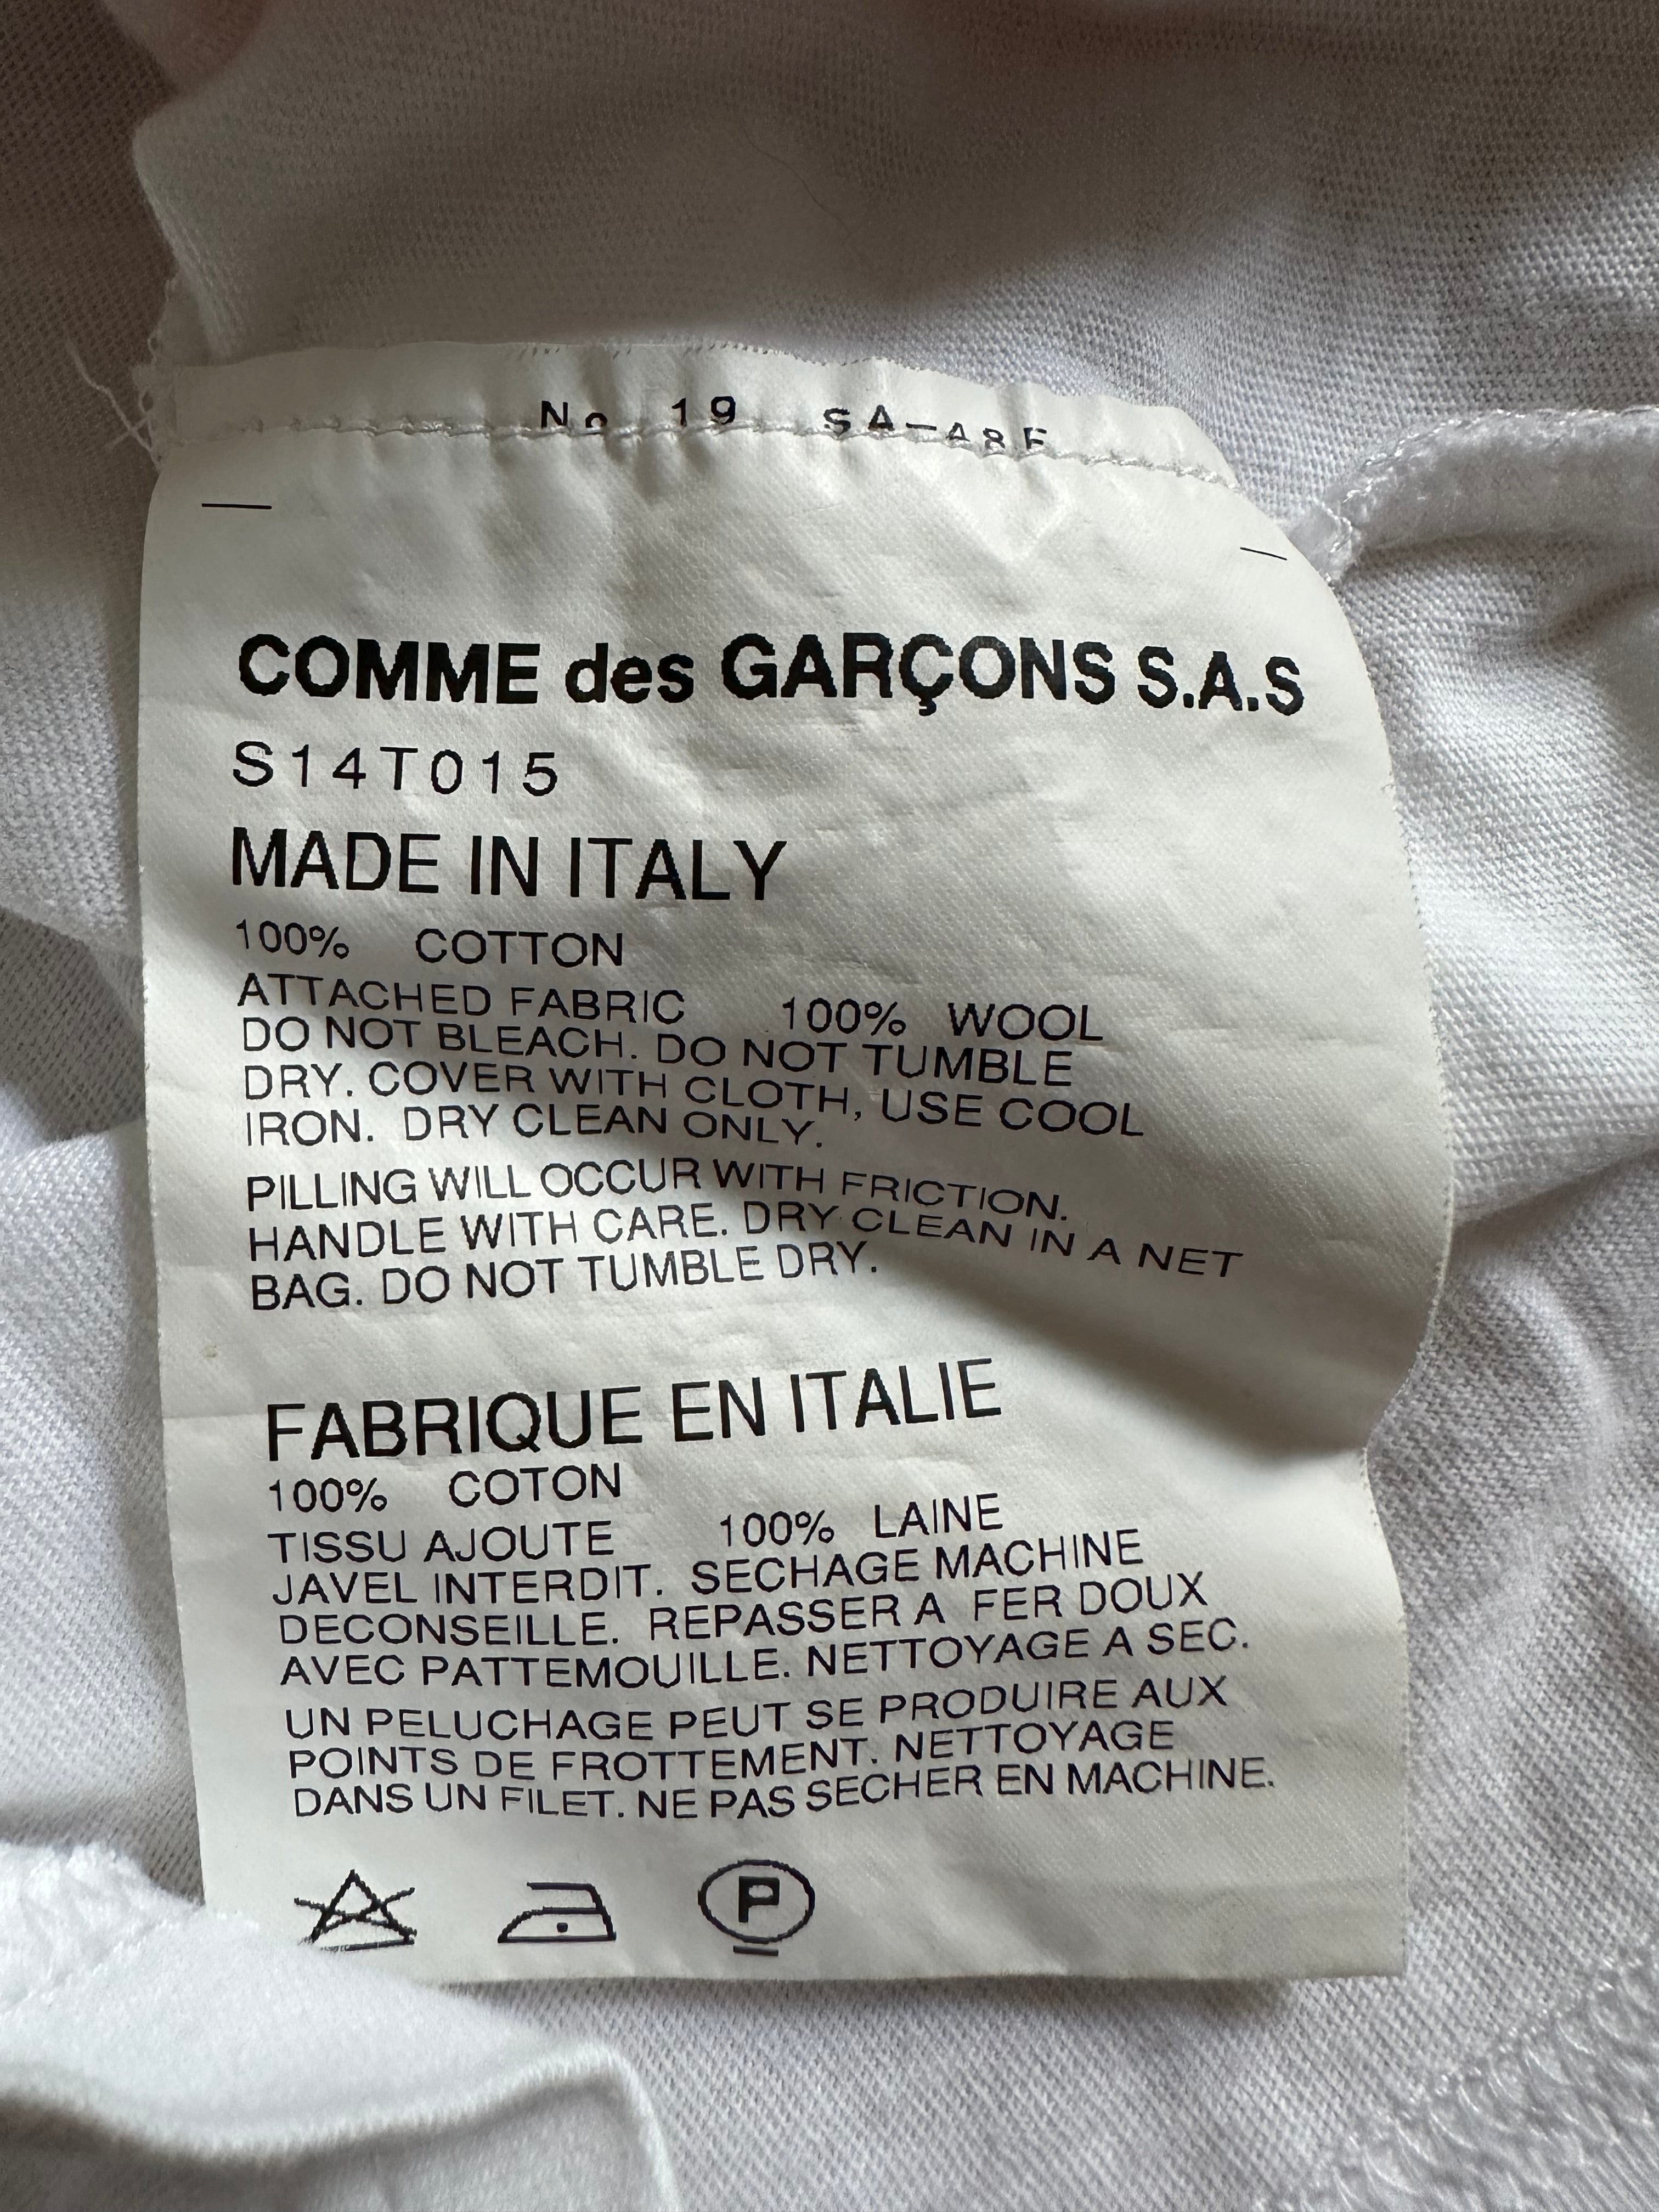 No 19 SA-48F
COMME des GARÇONS S.A.S
S14T015
MADE IN ITALY
100% COTTON
ATTACHED FABRIC 100% WOOL
DO NOT BLEACH. DO NOT TUMBLE
DRY. COVER WITH CLOTH, USE COOL
IRON. DRY CLEAN ONLY.
PILLING WILL OCCUR WITH FRICTION.
HANDLE WITH CARE. DRY CLEAN IN A NET
BAG. DO NOT TUMBLE DRY.
FABRIQUE EN ITALIE
100% COTON
TISSU AJOUTE 100% LAINE
JAVEL INTERDIT. SECHAGE MACHINE
DECONSEILLE. REPASSER A FER DOUX
AVEC PATTEMOUILLE. NETTOYAGE A SEC.
UN PELUCHAGE PEUT SE PRODUIRE AUX
POINTS DE FROTTEMENT. NETTOYAGE
DANS UN FILET. NE PAS SECHER EN MACHINE.
P